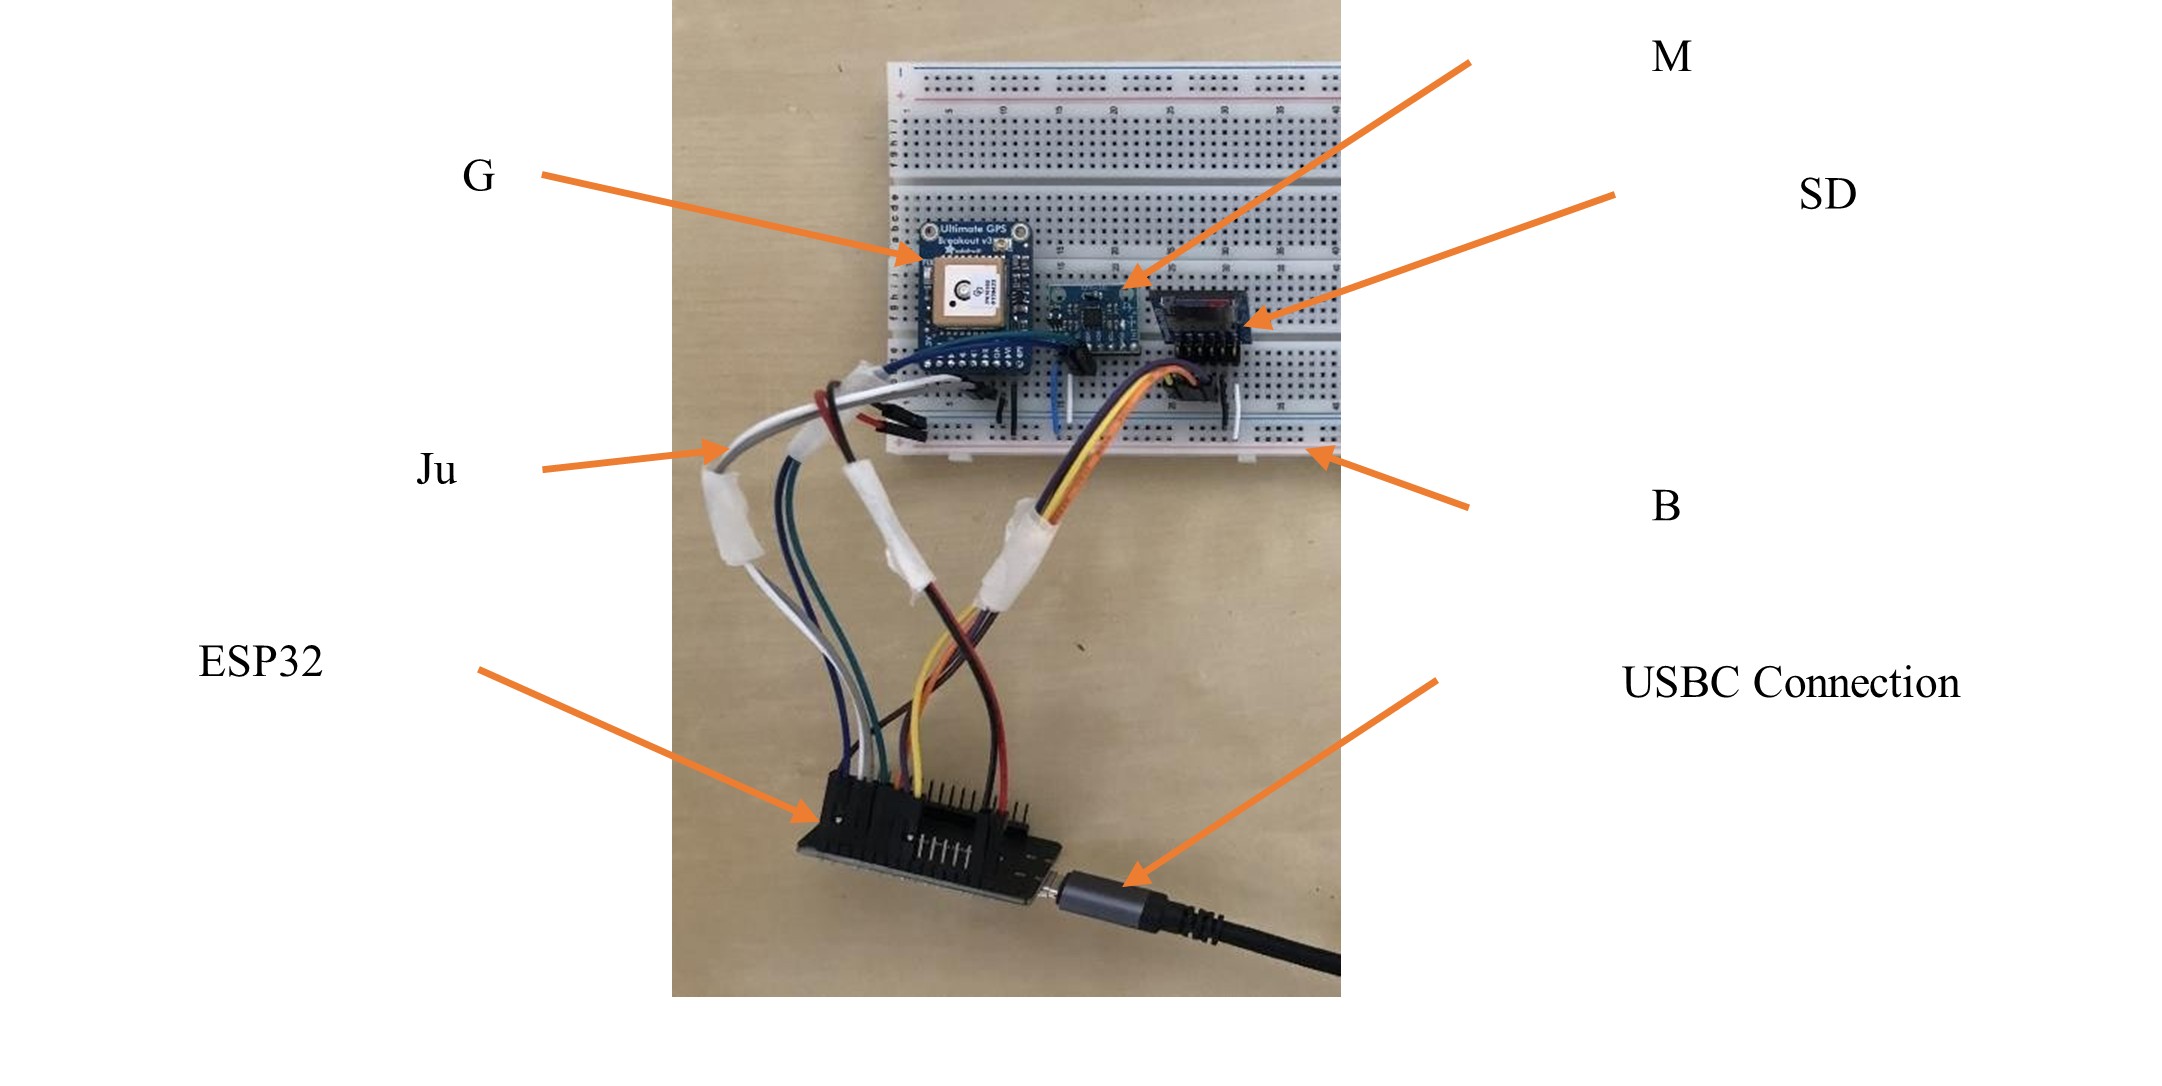 M
G
SD
Ultimate GPS
Breakout v3
Ju
B
ESP32
USBC Connection